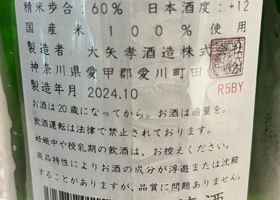 精米歩合:60% 日本酒度:+12
国産米100%使用
製造者 大矢孝酒造株式会社
神奈川県愛甲郡愛川町田
製造年月 2024.10
R5BY
お酒は20歳になってから。お酒は適量を。
飲酒運転は法律で禁止されております。
妊娠中や授乳期の飲酒は、お控えください。
商品特性によりお酒の成分が浮遊または沈殿
することがありますが、品質に問題ありません。
酒